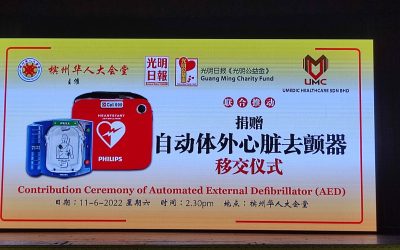 槟州华人大会堂
主催
光明日報
光明日报《光明公益金》
Guang Ming Charity Fund
UMC
UMEDIC HEALTHCARE SDN BHD
联合推动
捐赠
自动体外心脏去颤器
移交仪式
HEARTSTART
PHILIPS
Contribution Ceremony of Automated External Defibrillator (AED)
日期：11-6-2022 星期六 时间：2.30pm 地点：槟州华人大会堂